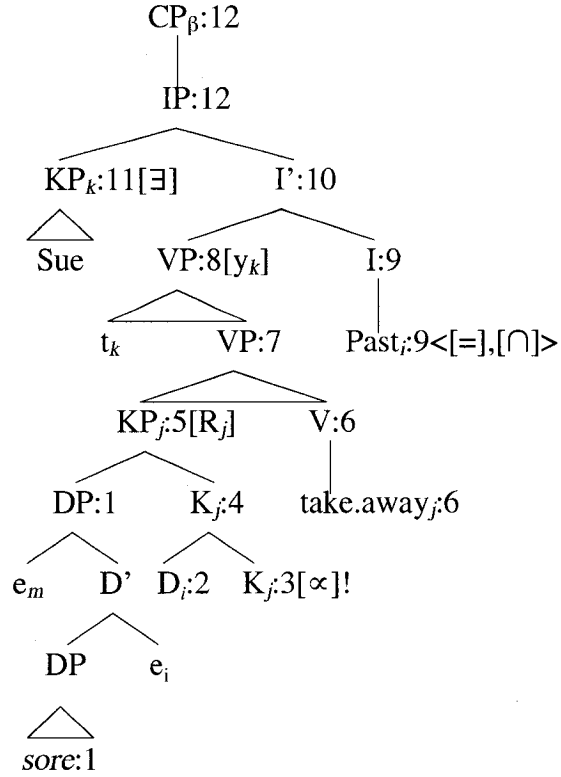 CPβ:12
IP:12
KPk:11[∃] I’:10
Sue VP:8[yk] I:9
tk VP:7 Pasti:9<[=],[∩]>
KPj:5[Rj] V:6
DP:1 Kj:4 take.awayj:6
em D’ Di:2 Kj:3[∝]!
DP ei
sore:1